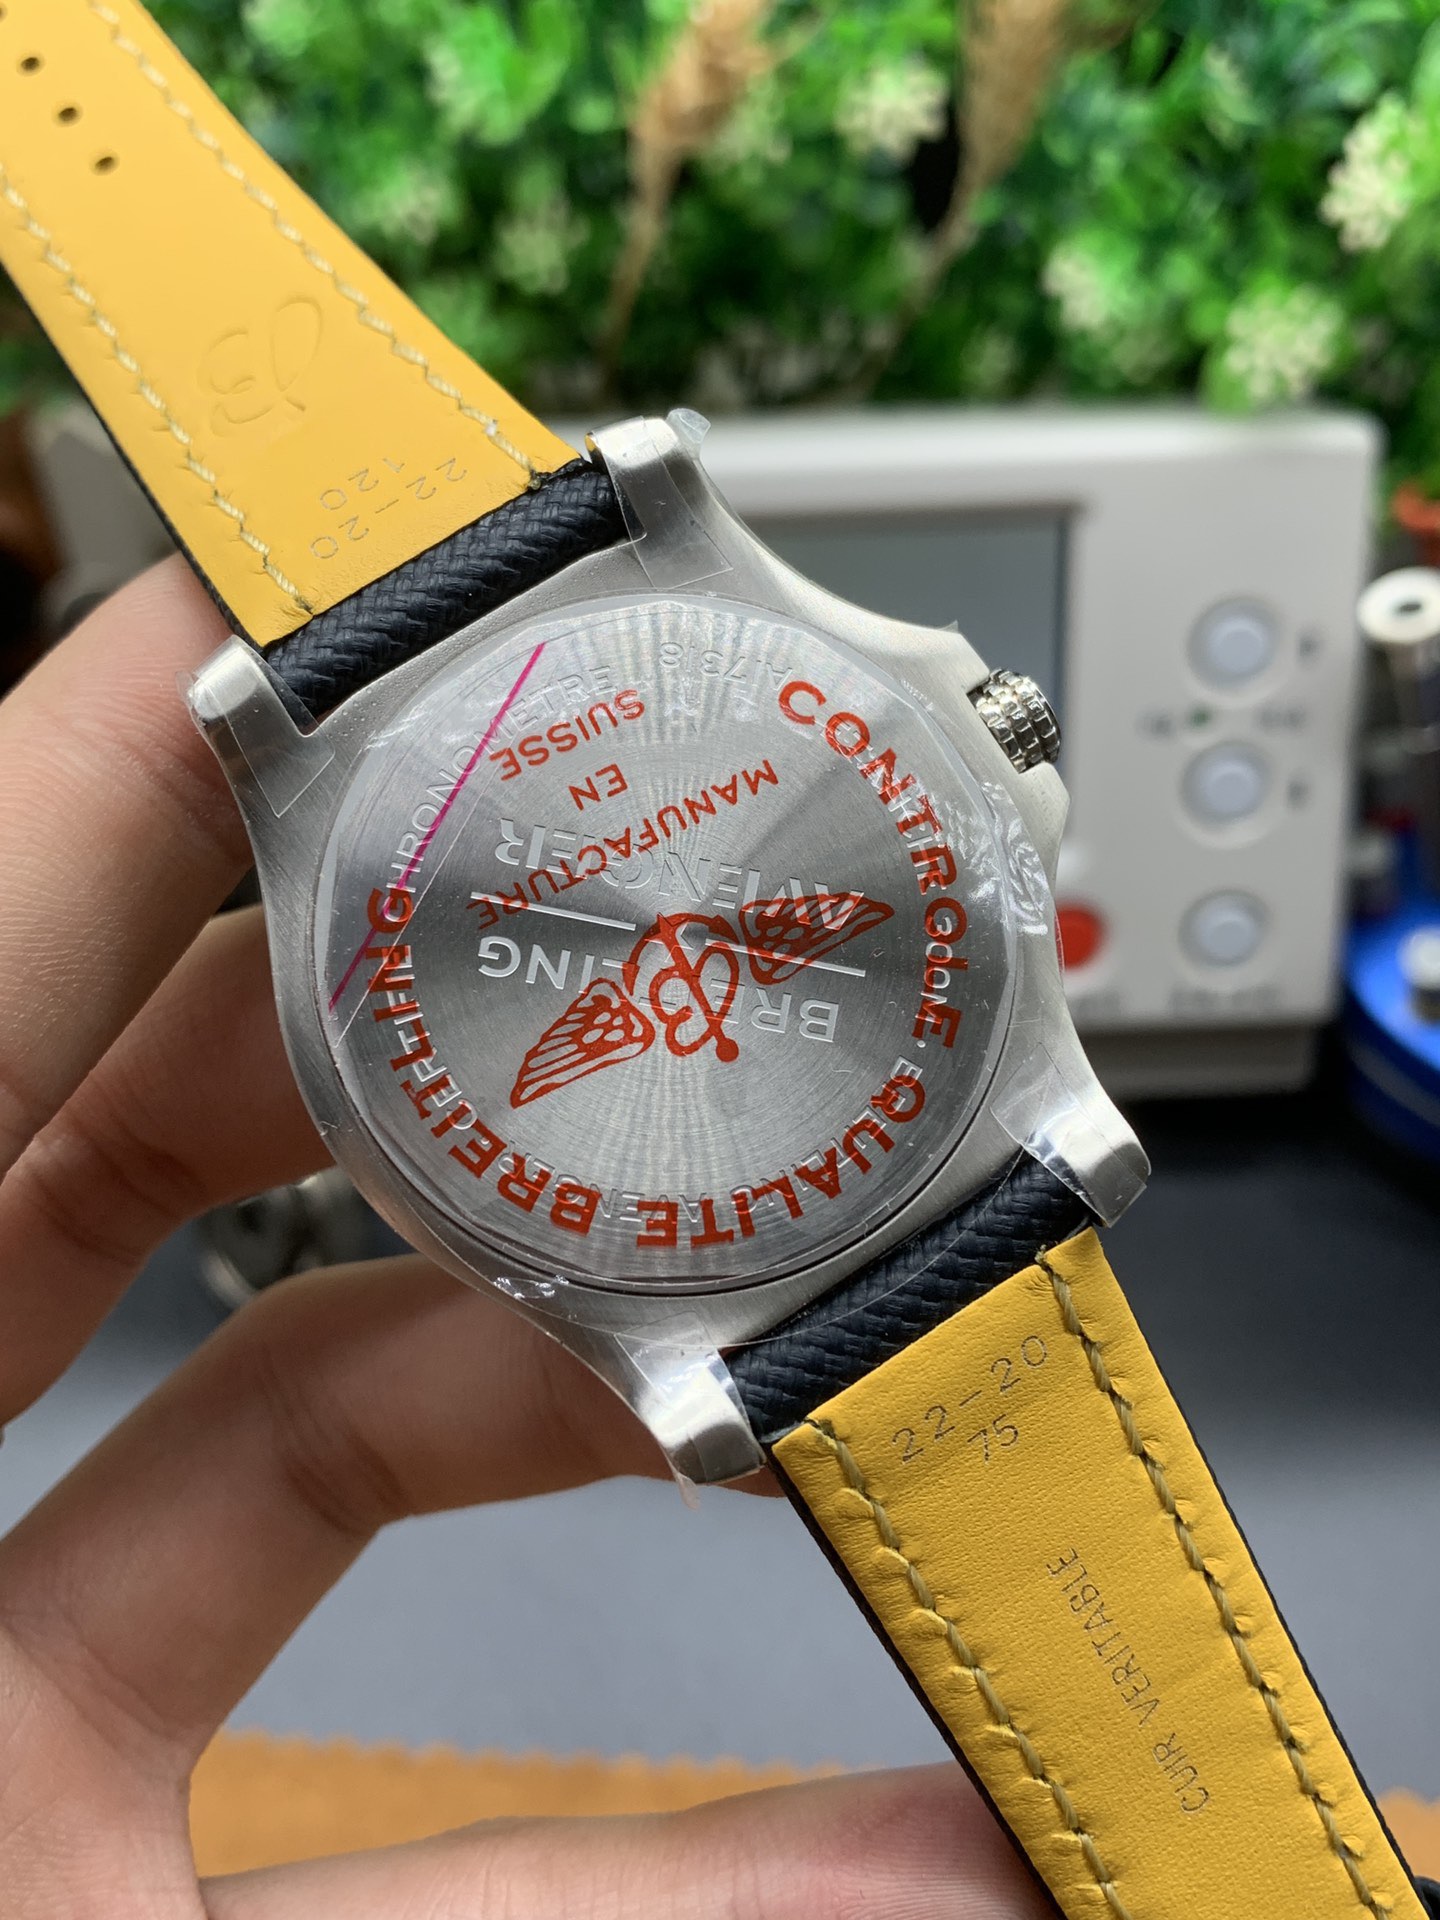 22-20
120
CONTROLE QUALITE BREITLING
MANUFACTURE
EN
SUISSE
BREITLING
AVENGER
CHRONOMETRE
300M
22-20
75
CUIR VERITABLE